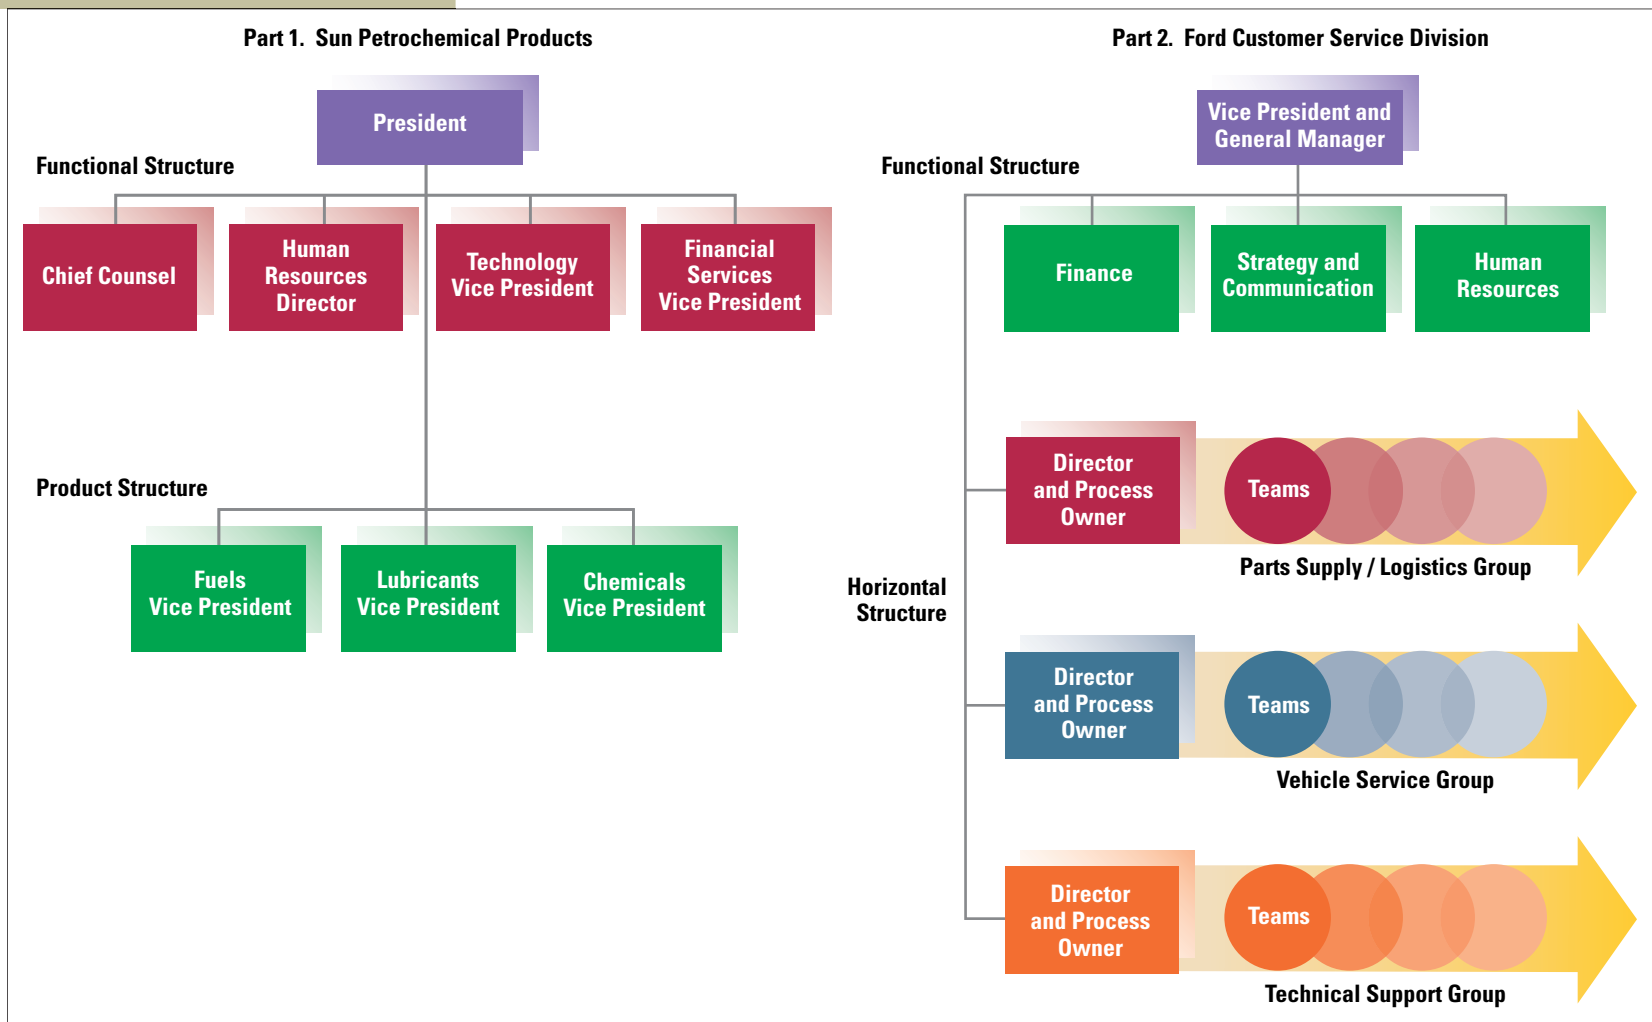 Part 1. Sun Petrochemical Products
President
Functional Structure
Chief Counsel
Human
Resources
Director
Technology
Vice President
Financial
Services
Vice President
Product Structure
Fuels
Vice President
Lubricants
Vice President
Chemicals
Vice President
Part 2. Ford Customer Service Division
Vice President and
General Manager
Functional Structure
Finance
Strategy and
Communication
Human
Resources
Horizontal
Structure
Director
and Process
Owner
Teams
Parts Supply / Logistics Group
Director
and Process
Owner
Teams
Vehicle Service Group
Director
and Process
Owner
Teams
Technical Support Group